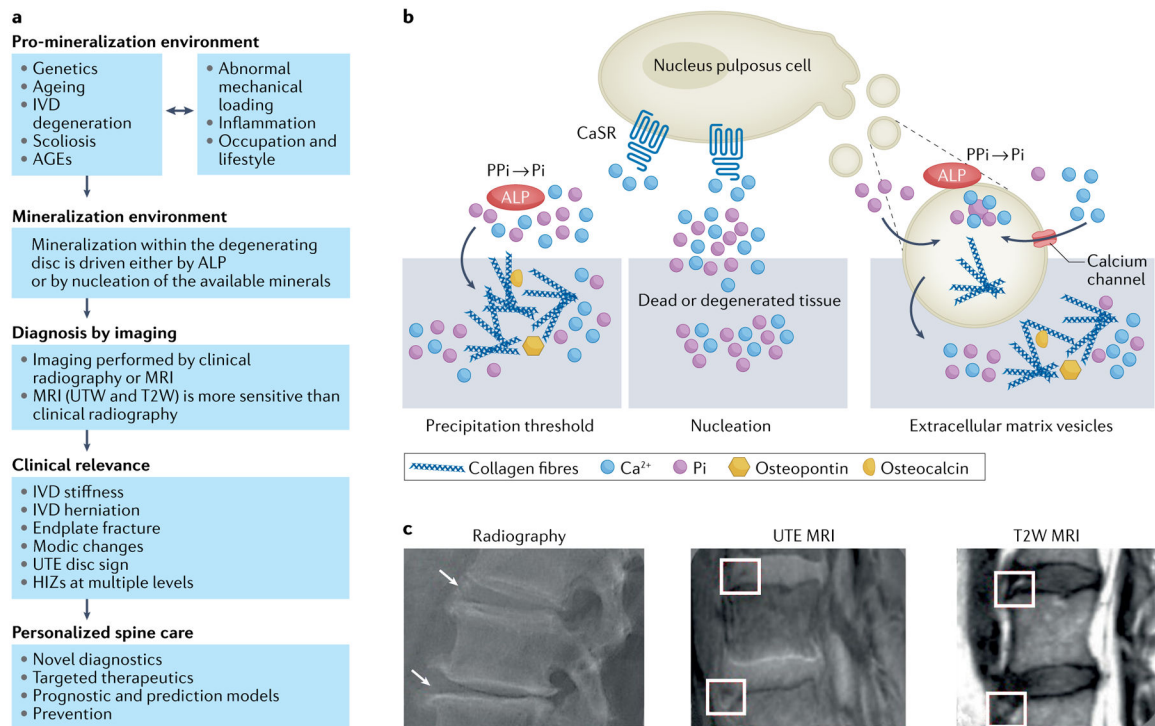 a
Pro-mineralization environment
• Genetics
• Ageing
• IVD
degeneration
• Scoliosis
• AGEs
• Abnormal
mechanical
loading
• Inflammation
• Occupation and
lifestyle
Mineralization environment
Mineralization within the degenerating
disc is driven either by ALP
or by nucleation of the available minerals
Diagnosis by imaging
• Imaging performed by clinical
radiography or MRI
• MRI (UTW and T2W) is more sensitive than
clinical radiography
Clinical relevance
• IVD stiffness
• IVD herniation
• Endplate fracture
• Modic changes
• UTE disc sign
• HIZs at multiple levels
Personalized spine care
• Novel diagnostics
• Targeted therapeutics
• Prognostic and prediction models
• Prevention
b
Nucleus pulposus cell
CaSR
PPi → Pi
ALP
PPi → Pi
ALP
Calcium
channel
Dead or degenerated tissue
Precipitation threshold
Nucleation
Extracellular matrix vesicles
Collagen fibres
Ca²⁺
Pi
Osteopontin
Osteocalcin
c
Radiography
UTE MRI
T2W MRI